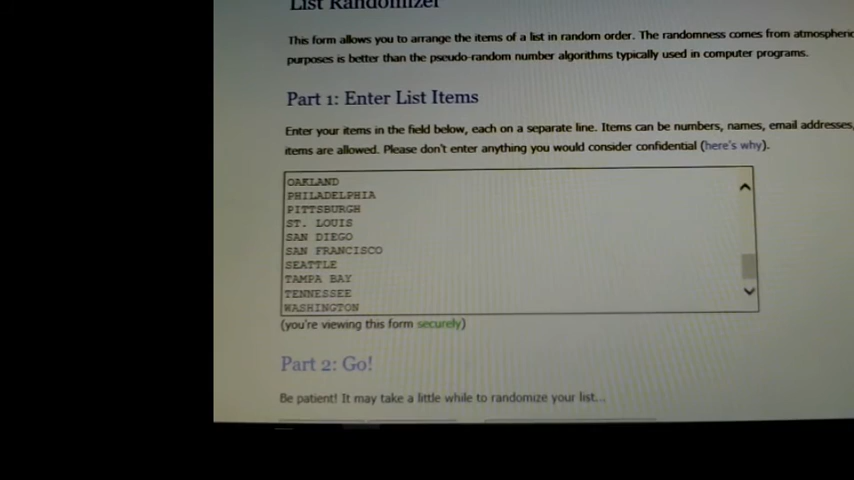 List Randomizer
This form allows you to arrange the items of a list in random order. The randomness comes from atmospheric
purposes is better than the pseudo-random number algorithms typically used in computer programs.
Part 1: Enter List Items
Enter your items in the field below, each on a separate line. Items can be numbers, names, email addresses,
items are allowed. Please don't enter anything you would consider confidential (here's why).
OAKLAND
PHILADELPHIA
PITTSBURGH
ST. LOUIS
SAN DIEGO
SAN FRANCISCO
SEATTLE
TAMPA BAY
TENNESSEE
WASHINGTON
(you're viewing this form securely)
Part 2: Go!
Be patient! It may take a little while to randomize your list...